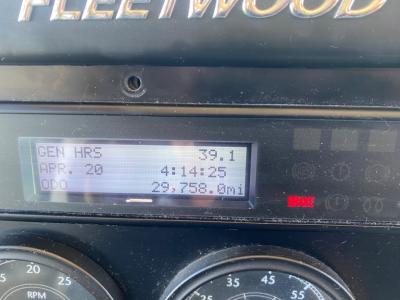 FLEETWOOD
GEN HRS 39.1
APR. 20 4:14:25
ODO 29,758.0mi
15 20 25
RPM
35 45 55